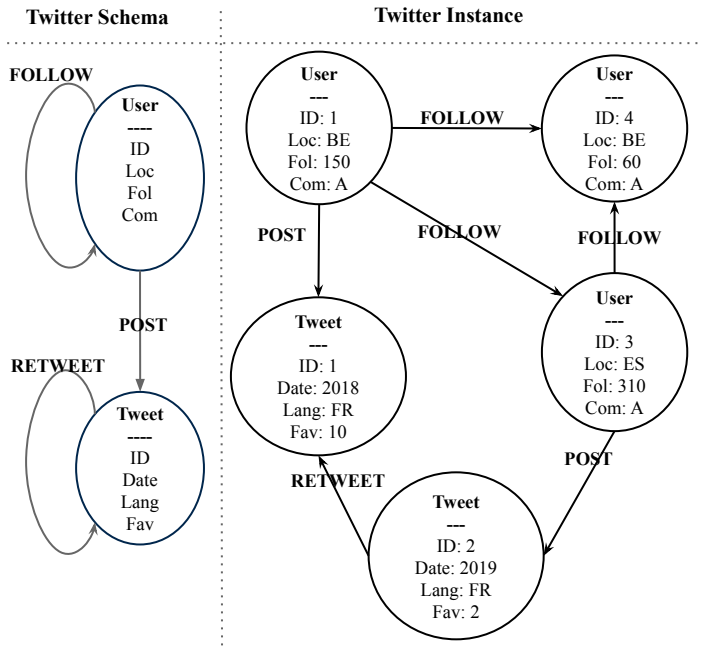 Twitter Schema
FOLLOW
User
----
ID
Loc
Fol
Com
POST
RETWEET
Tweet
----
ID
Date
Lang
Fav
Twitter Instance
User
---
ID: 1
Loc: BE
Fol: 150
Com: A
FOLLOW
User
---
ID: 4
Loc: BE
Fol: 60
Com: A
POST
FOLLOW
FOLLOW
Tweet
---
ID: 1
Date: 2018
Lang: FR
Fav: 10
User
---
ID: 3
Loc: ES
Fol: 310
Com: A
RETWEET
POST
Tweet
---
ID: 2
Date: 2019
Lang: FR
Fav: 2